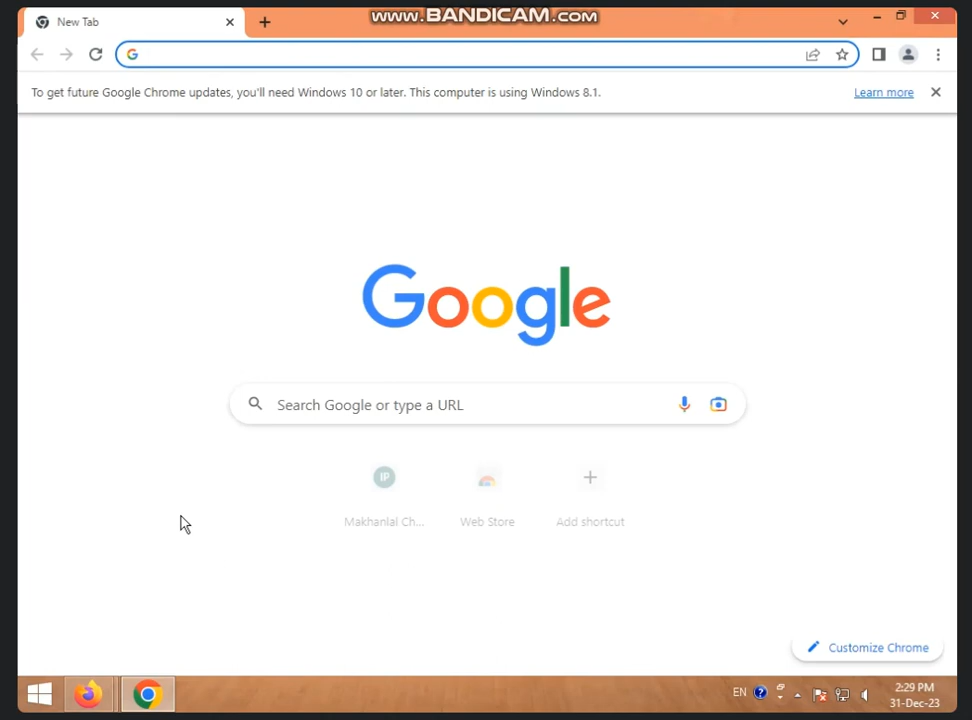 WWW.BANDICAM.COM
New Tab
To get future Google Chrome updates, you'll need Windows 10 or later. This computer is using Windows 8.1.
Learn more
Google
Search Google or type a URL
IP
Makhanlal Ch...
Web Store
Add shortcut
Customize Chrome
EN
2:29 PM
31-Dec-23